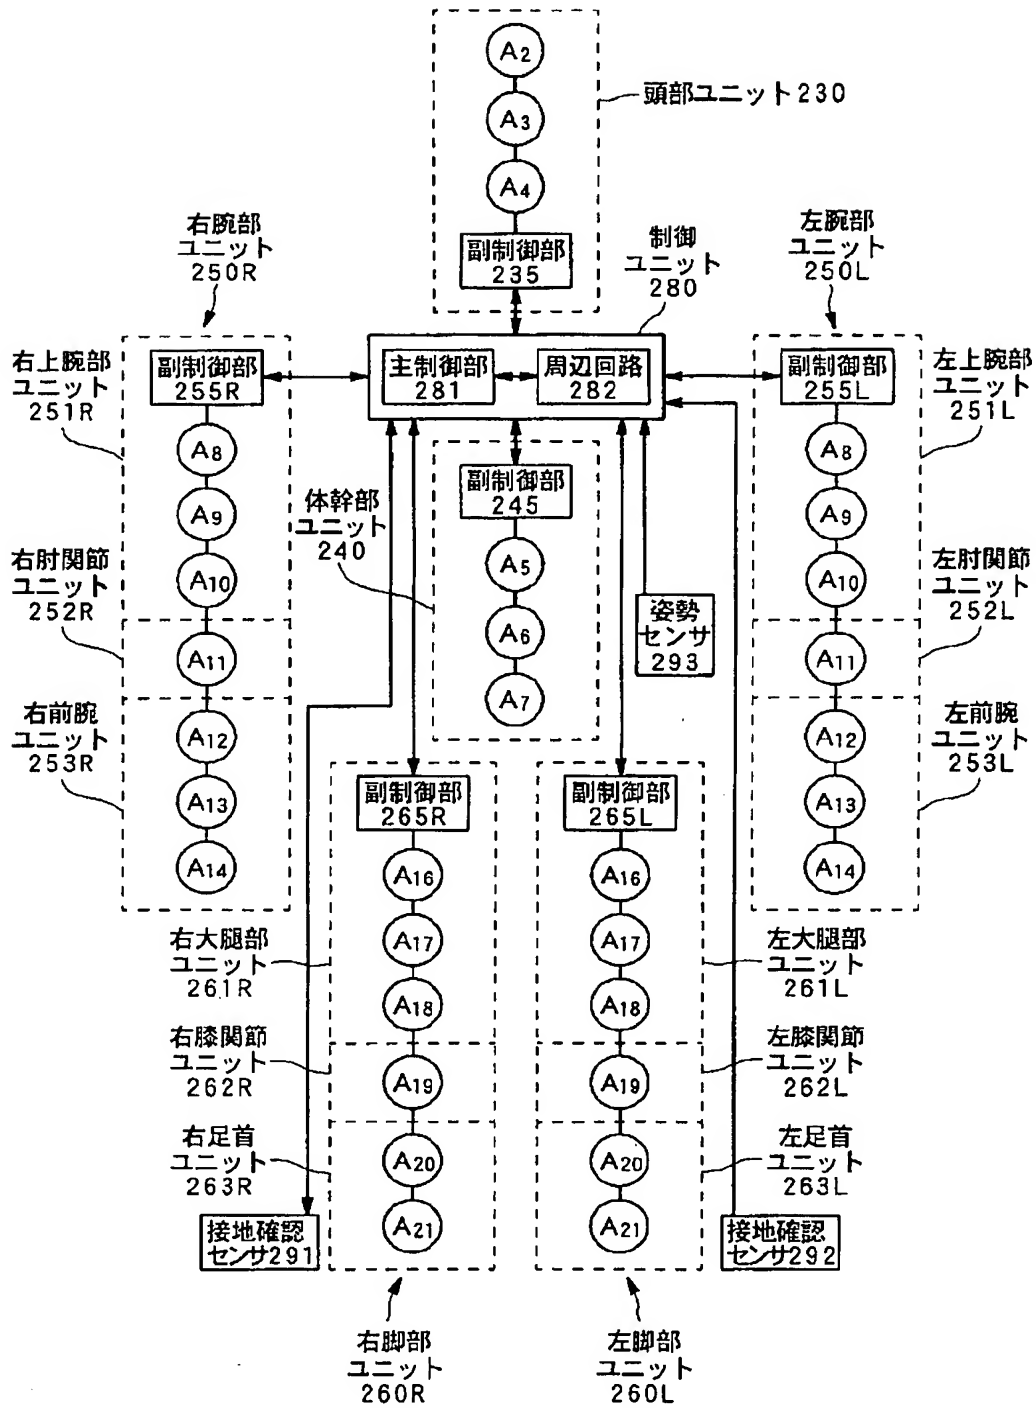 A2
A3
A4
副制御部
235
頭部ユニット230
右腕部
ユニット
250R
制御
ユニット
280
左腕部
ユニット
250L
右上腕部
ユニット
251R
副制御部
255R
主制御部
281
周辺回路
282
副制御部
255L
左上腕部
ユニット
251L
A8
A9
A10
右肘関節
ユニット
252R
A11
右前腕
ユニット
253R
A12
A13
A14
体幹部
ユニット
240
副制御部
245
A5
A6
A7
姿勢
センサ
293
A8
A9
A10
左肘関節
ユニット
252L
A11
左前腕
ユニット
253L
A12
A13
A14
副制御部
265R
A16
A17
A18
右大腿部
ユニット
261R
右膝関節
ユニット
262R
A19
右足首
ユニット
263R
A20
A21
接地確認
センサ291
右脚部
ユニット
260R
副制御部
265L
A16
A17
A18
左大腿部
ユニット
261L
A19
左膝関節
ユニット
262L
A20
A21
左足首
ユニット
263L
接地確認
センサ292
左脚部
ユニット
260L